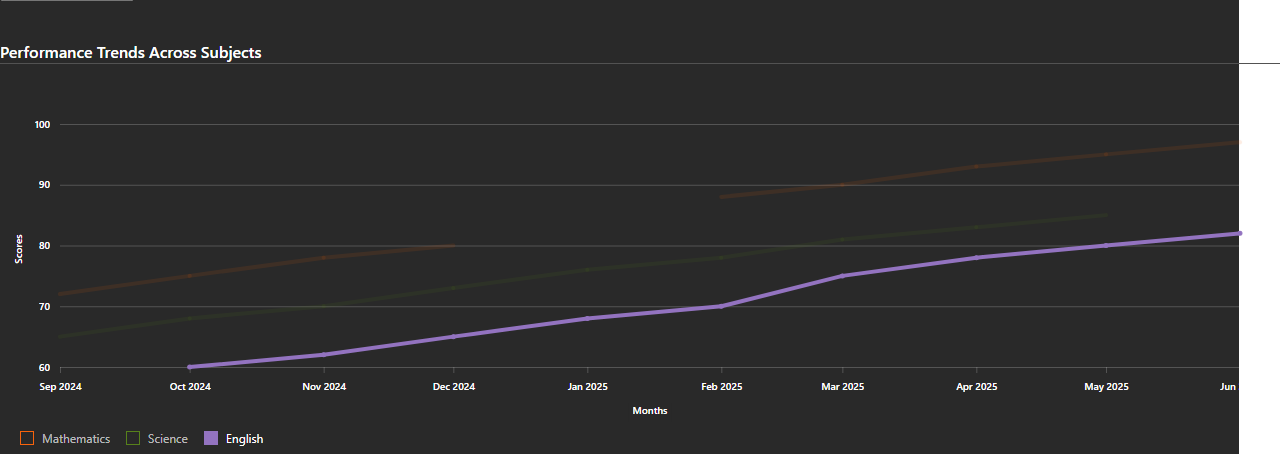 Performance Trends Across Subjects
100
90
80
70
60
Scores
Sep 2024 Oct 2024 Nov 2024 Dec 2024 Jan 2025 Feb 2025 Mar 2025 Apr 2025 May 2025 Jun
Months
Mathematics Science English